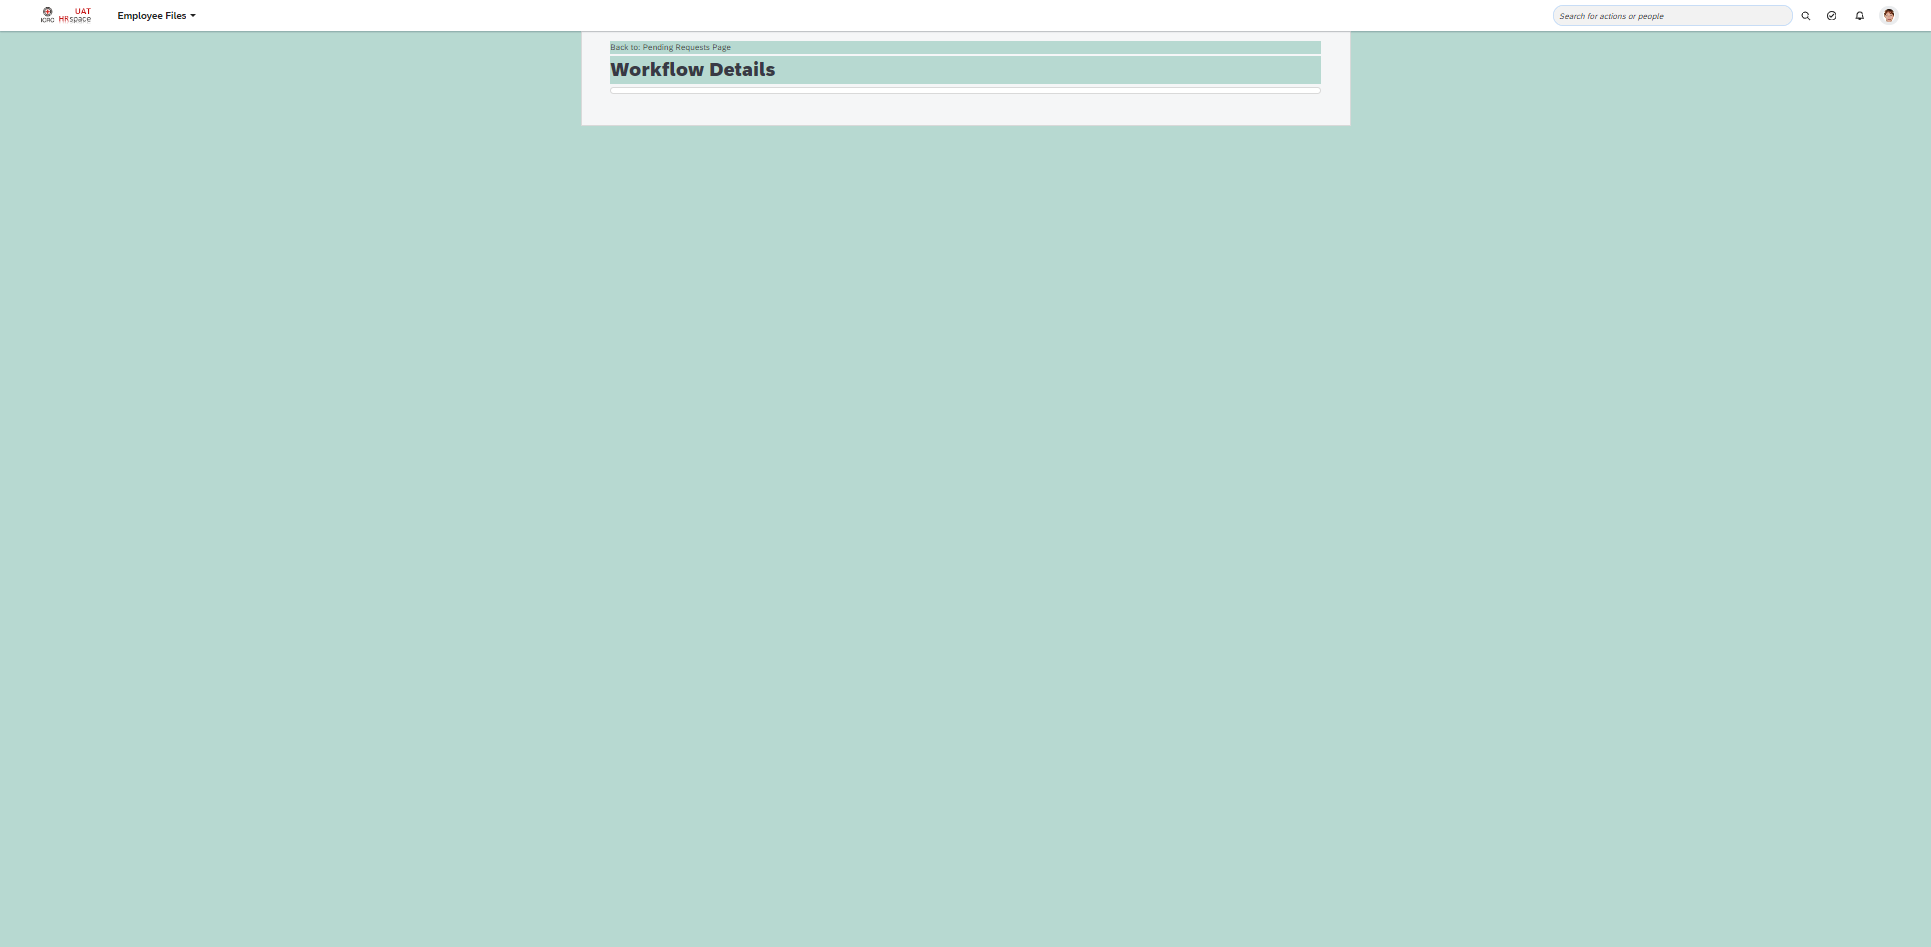 UAT
ICRC HRspace
Employee Files
Search for actions or people
Back to: Pending Requests Page
Workflow Details